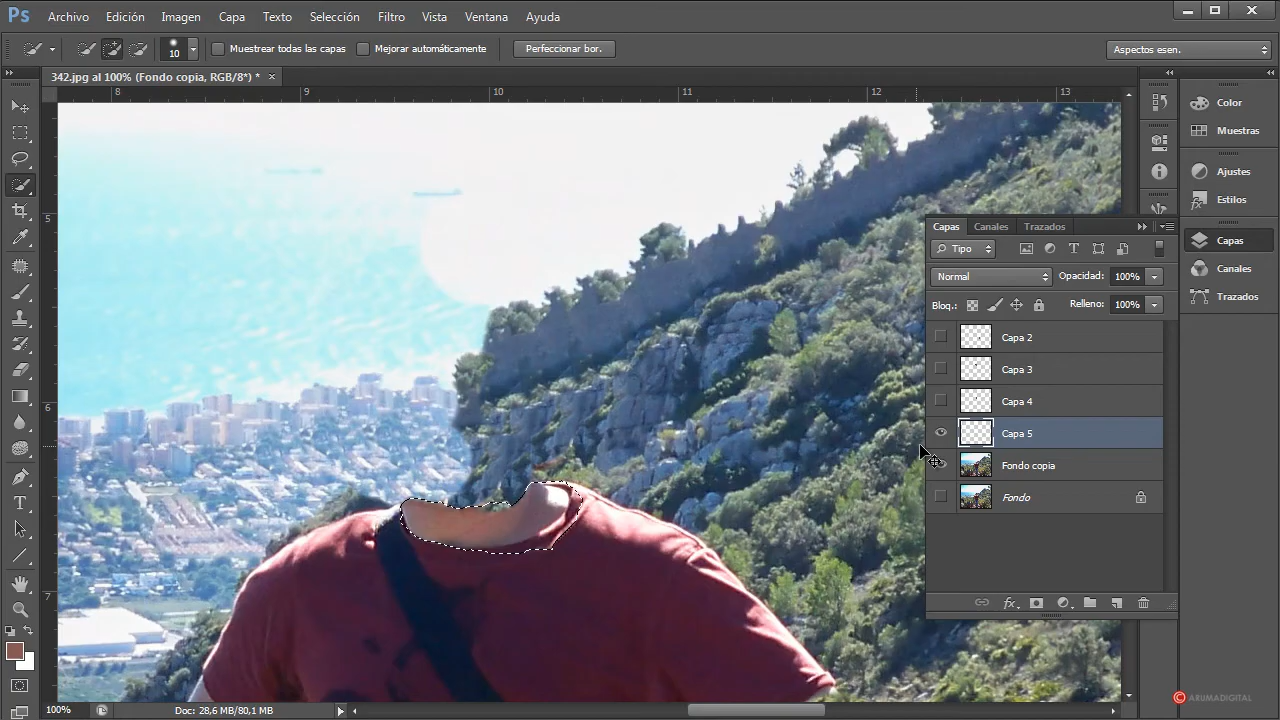 Ps Archivo Edición Imagen Capa Texto Selección Filtro Vista Ventana Ayuda
10 Muestrear todas las capas Mejorar automáticamente Perfeccionar bor. Aspectos esen.
342.jpg al 100% (Fondo copia, RGB/8*) * ×
8 9 10 11 12 13
5
6
7
Color
Muestras
Ajustes
Estilos
Capas
Canales
Trazados
Capas Canales Trazados
Tipo
Normal Opacidad: 100%
Bloq.: Relleno: 100%
Capa 2
Capa 3
Capa 4
Capa 5
Fondo copia
Fondo
100% Doc: 28,6 MB/80,1 MB
© ARUMADIGITAL